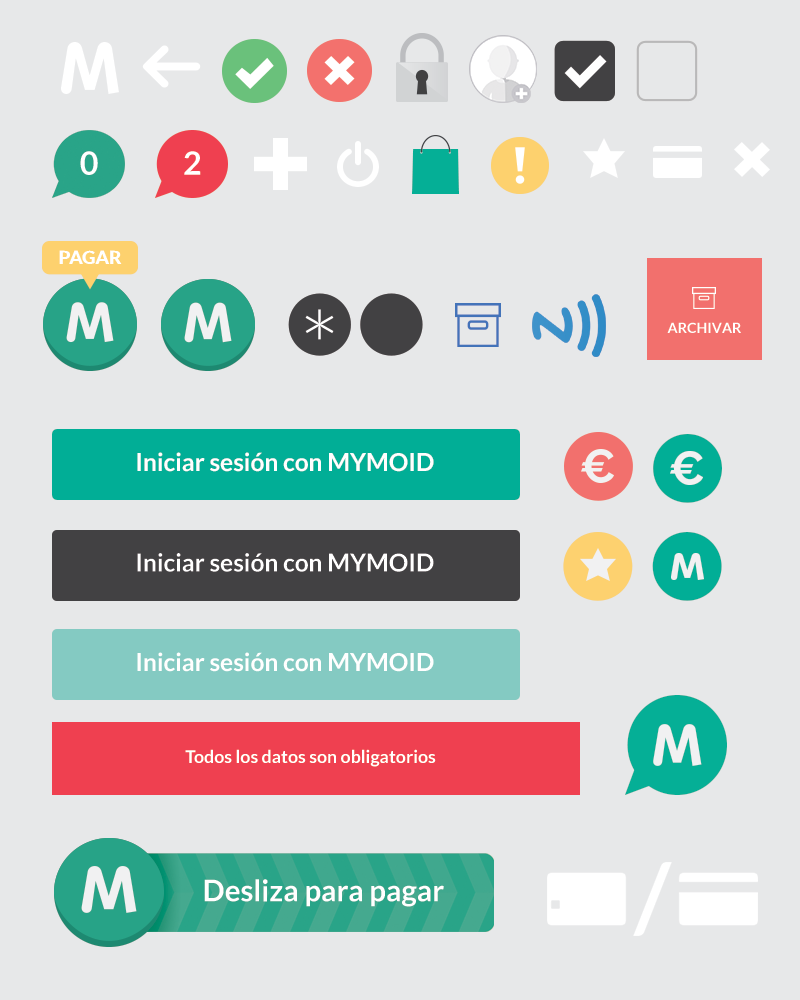 M
0
2
!
PAGAR
M
M
*
ARCHIVAR
Iniciar sesión con MYMOID
€
€
Iniciar sesión con MYMOID
M
Iniciar sesión con MYMOID
Todos los datos son obligatorios
M
M
Desliza para pagar
/